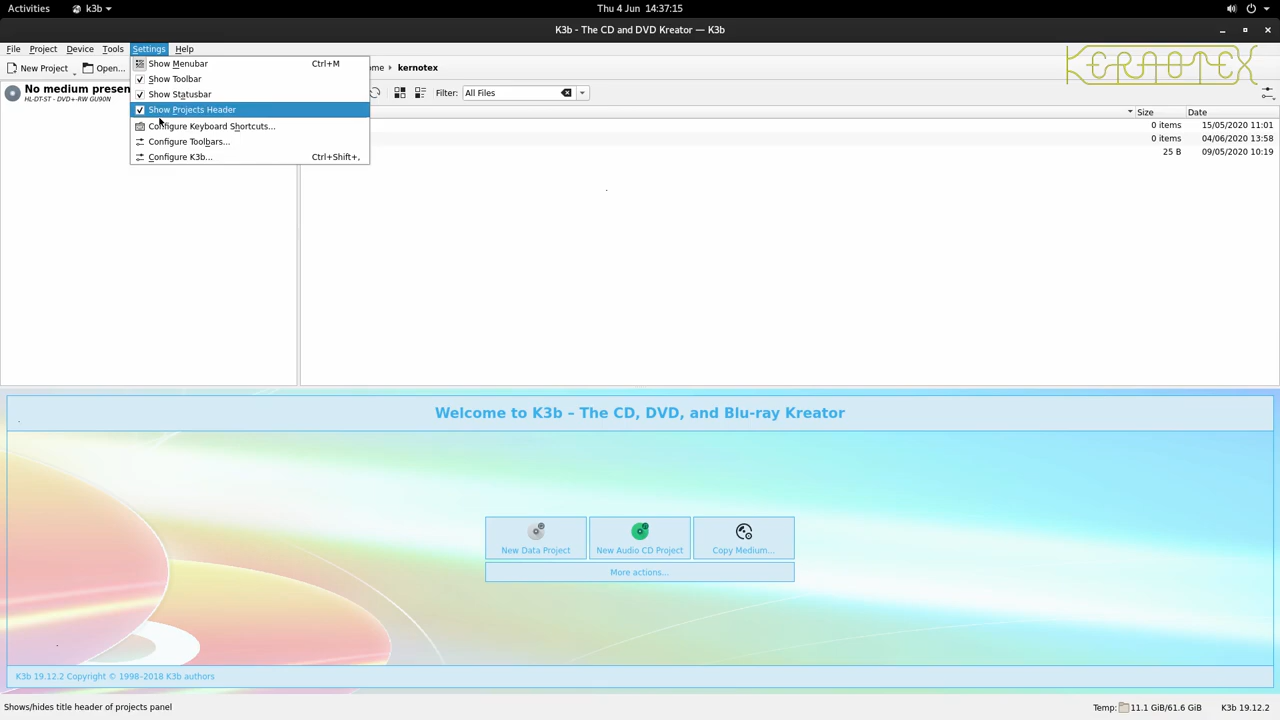 Activities k3b Thu 4 Jun 14:37:15
K3b - The CD and DVD Kreator — K3b
File Project Device Tools Settings Help
New Project Open... ome kernotex
KERNOTEX
No medium presen
HL-DT-ST - DVD+-RW GU90N
Show Menubar Ctrl+M
Show Toolbar
Show Statusbar
Show Projects Header
Configure Keyboard Shortcuts...
Configure Toolbars...
Configure K3b... Ctrl+Shift+,
Filter: All Files
Size Date
0 items 15/05/2020 11:01
0 items 04/06/2020 13:58
25 B 09/05/2020 10:19
Welcome to K3b – The CD, DVD, and Blu-ray Kreator
New Data Project New Audio CD Project Copy Medium...
More actions...
K3b 19.12.2 Copyright © 1998–2018 K3b authors
Shows/hides title header of projects panel Temp: 11.1 GiB/61.6 GiB K3b 19.12.2